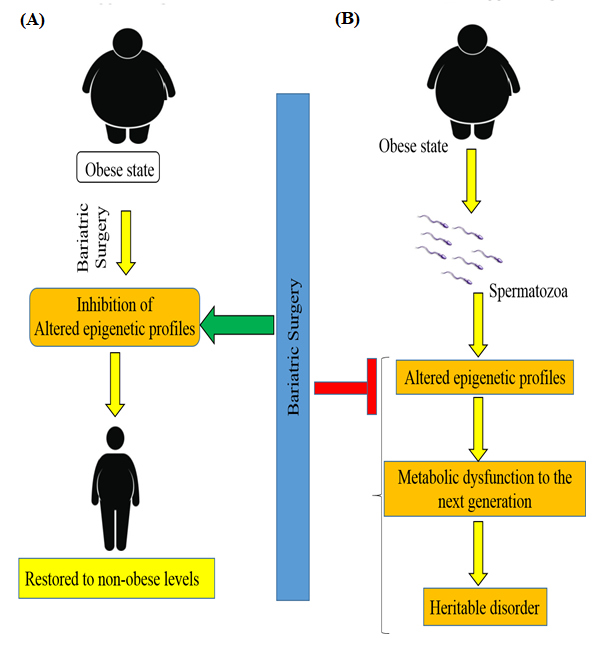 (A)
Obese state
Bariatric
Surgery
Inhibition of
Altered epigenetic profiles
Restored to non-obese levels
Bariatric Surgery
(B)
Obese state
Spermatozoa
Altered epigenetic profiles
Metabolic dysfunction to the
next generation
Heritable disorder